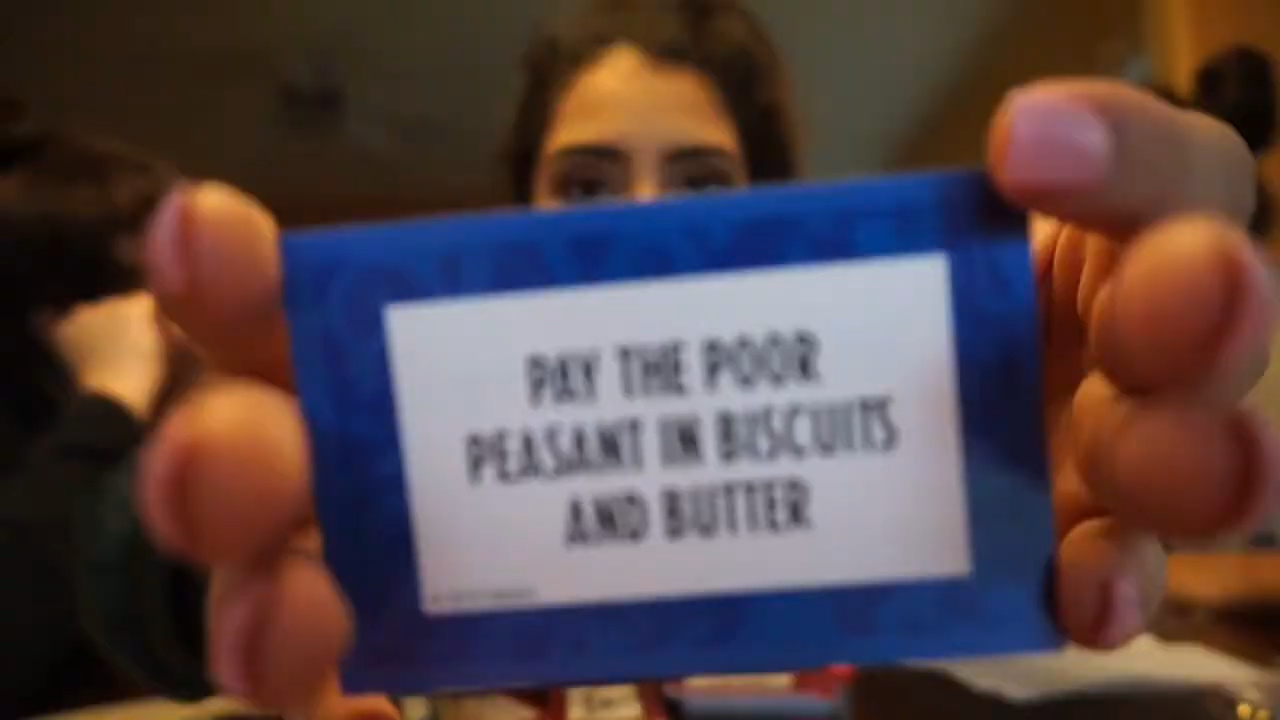 PAY THE POOR
PEASANT IN BISCUITS
AND BUTTER